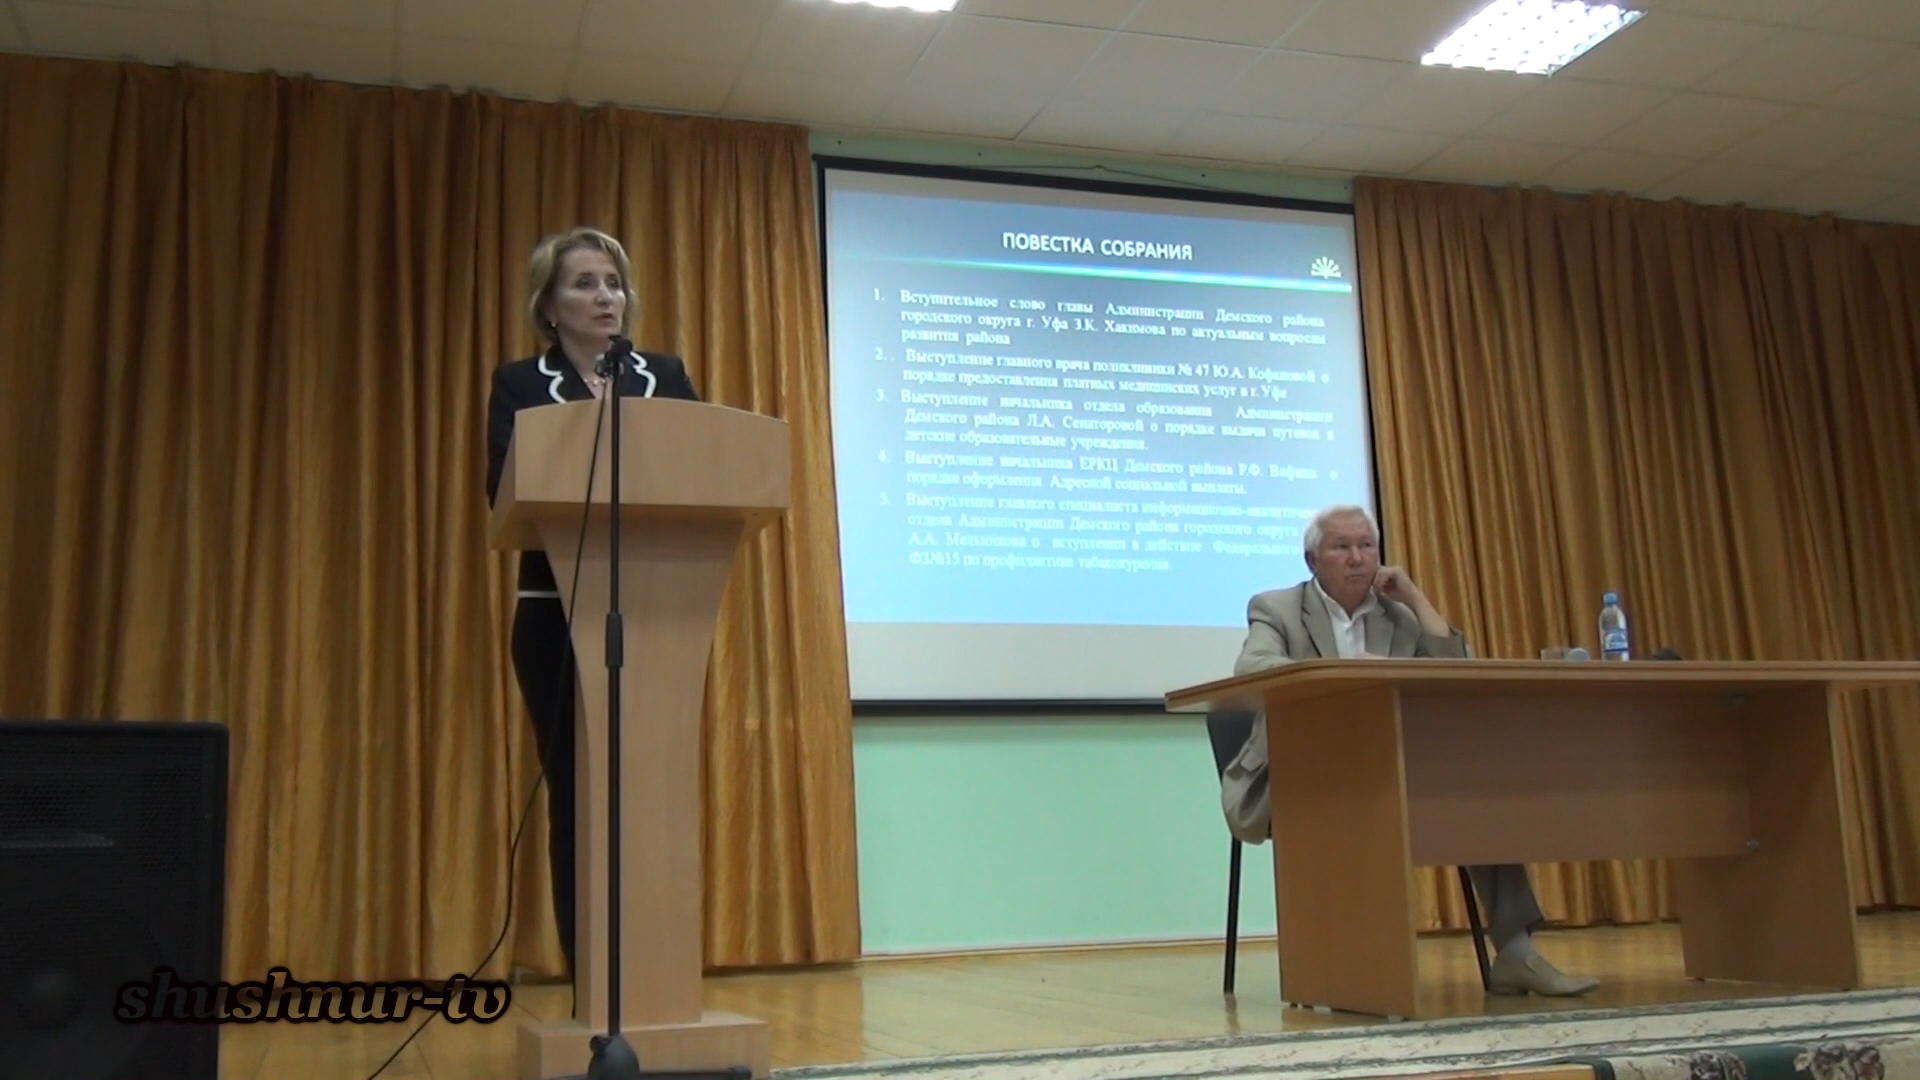 ПОВЕСТКА СОБРАНИЯ
1. Вступительное слово главы Администрации Демского района
городского округа г. Уфа З.К. Хакимова по актуальным вопросам
развития района
2. . Выступление главного врача поликлиники № 47 Ю.А. Кофановой о
порядке предоставления платных медицинских услуг в г. Уфе
3. Выступление начальника отдела образования Администрации
Демского района Л.А. Сенаторовой о порядке выдачи путевок в
детские образовательные учреждения.
4. Выступление начальника ЕРКЦ Демского района Р.Ф. о
порядке оформления Адресной социальной выплаты.
5. Выступление главного специалиста информационно-аналитичес
отдела Администрации Демского района городского округа
А.А. Мельникова о вступлении в действие Федерального
ФЗ№15 по профилактике табакокурения
shushnur-tv